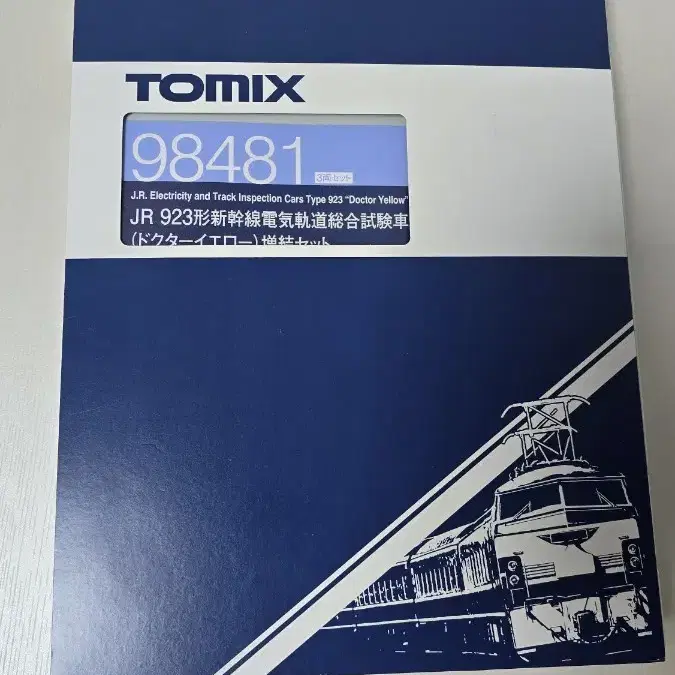 TOMIX
98481
3両セット
J.R. Electricity and Track Inspection Cars Type 923 "Doctor Yellow"
JR 923形新幹線電気軌道総合試験車
(ドクターイエロー)増結セット